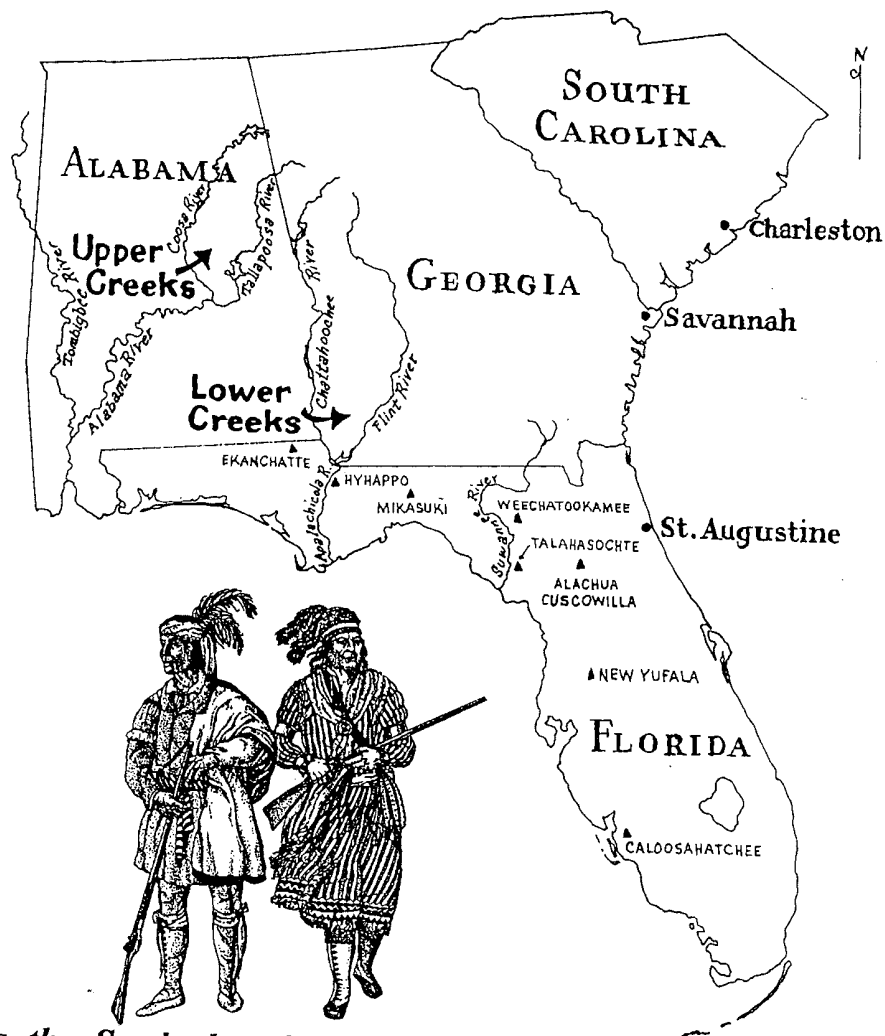 N
SOUTH
CAROLINA
ALABAMA
Coosa River
Tallapoosa River
Charleston
Upper
Creeks
Tombigbee River
GEORGIA
Savannah
Alabama River
Chattahoochee River
Lower
Creeks
Flint River
EKANCHATTE
Apalachicola R.
HYHAPPO
MIKASUKI
Suwannee River
WEECHATOOKAMEE
St. Augustine
TALAHASOCHTE
ALACHUA
CUSCOWILLA
NEW YUFALA
FLORIDA
CALOOSAHATCHEE